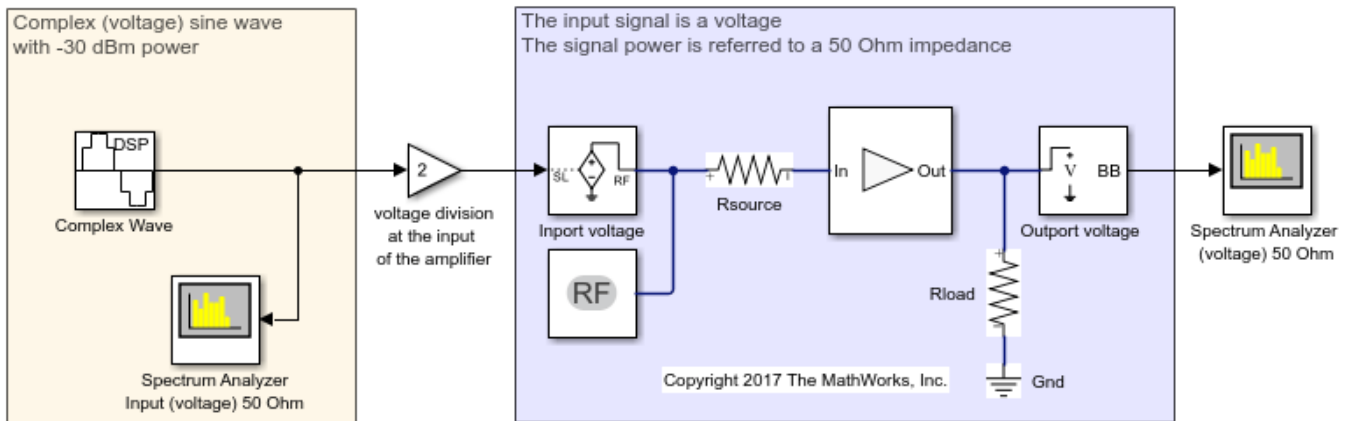 Complex (voltage) sine wave
with -30 dBm power
The input signal is a voltage
The signal power is referred to a 50 Ohm impedance
DSP
Complex Wave
2
voltage division
at the input
of the amplifier
SL
RF
Inport voltage
RF
Rsource
In
Out
V
BB
Outport voltage
Rload
Gnd
Spectrum Analyzer
(voltage) 50 Ohm
Spectrum Analyzer
Input (voltage) 50 Ohm
Copyright 2017 The MathWorks, Inc.